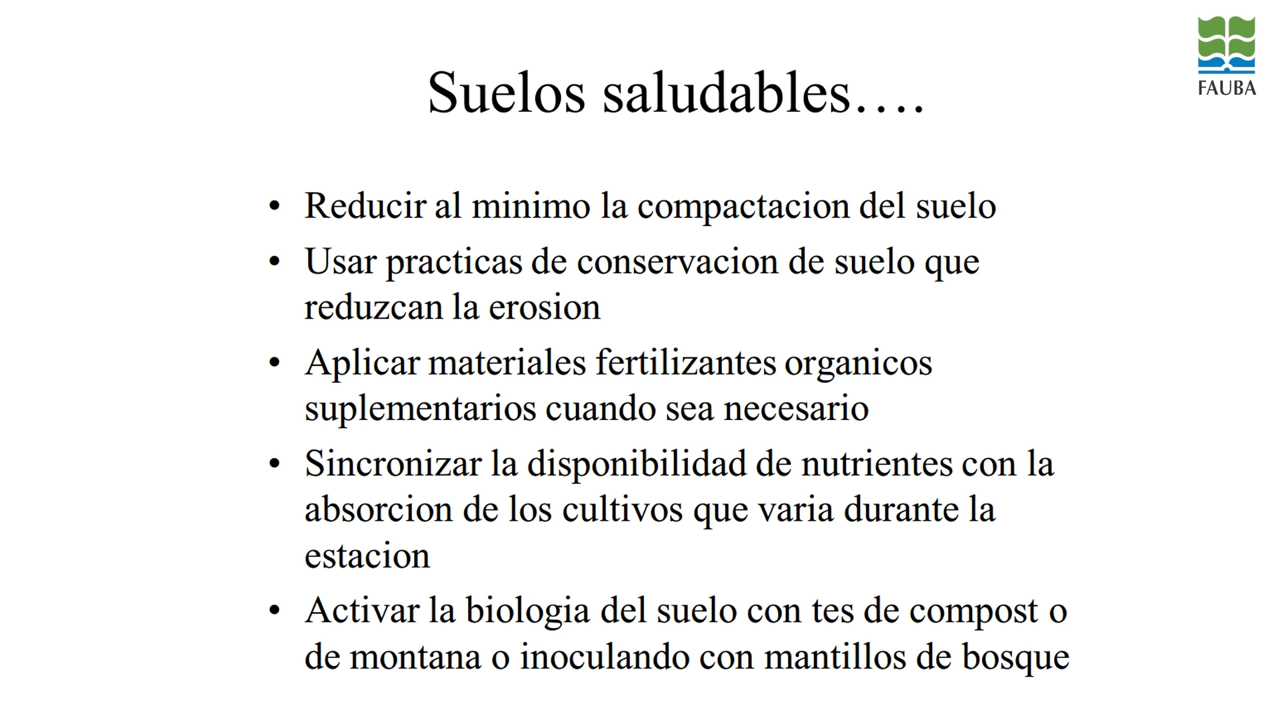 FAUBA
Suelos saludables….
• Reducir al minimo la compactacion del suelo
• Usar practicas de conservacion de suelo que
reduzcan la erosion
• Aplicar materiales fertilizantes organicos
suplementarios cuando sea necesario
• Sincronizar la disponibilidad de nutrientes con la
absorcion de los cultivos que varia durante la
estacion
• Activar la biologia del suelo con tes de compost o
de montana o inoculando con mantillos de bosque